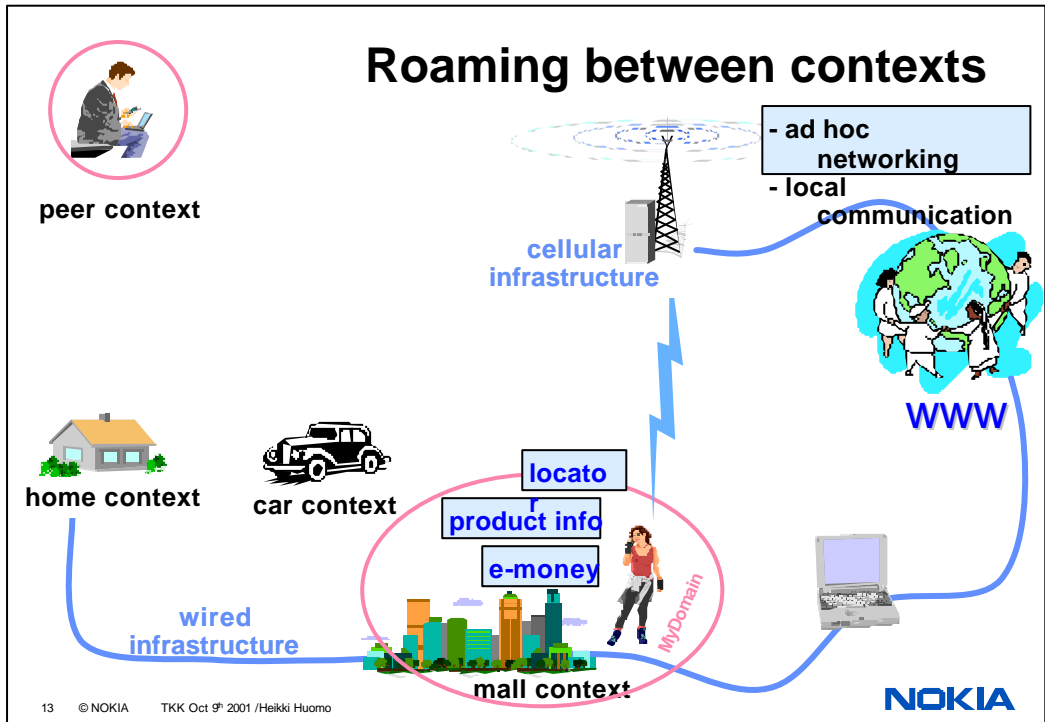 Roaming between contexts
- ad hoc
networking
- local
communication
peer context
cellular
infrastructure
WWW
home context
car context
locato
r
product info
e-money
MyDomain
wired
infrastructure
mall context
13 © NOKIA TKK Oct 9th 2001 /Heikki Huomo
NOKIA